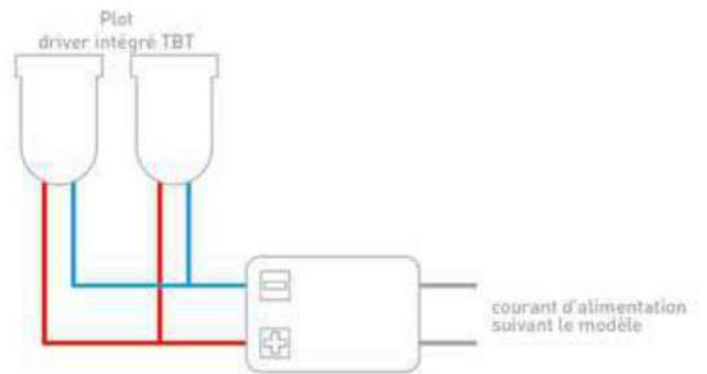 Plot
driver intégré TBT
courant d'alimentation
suivant le modèle